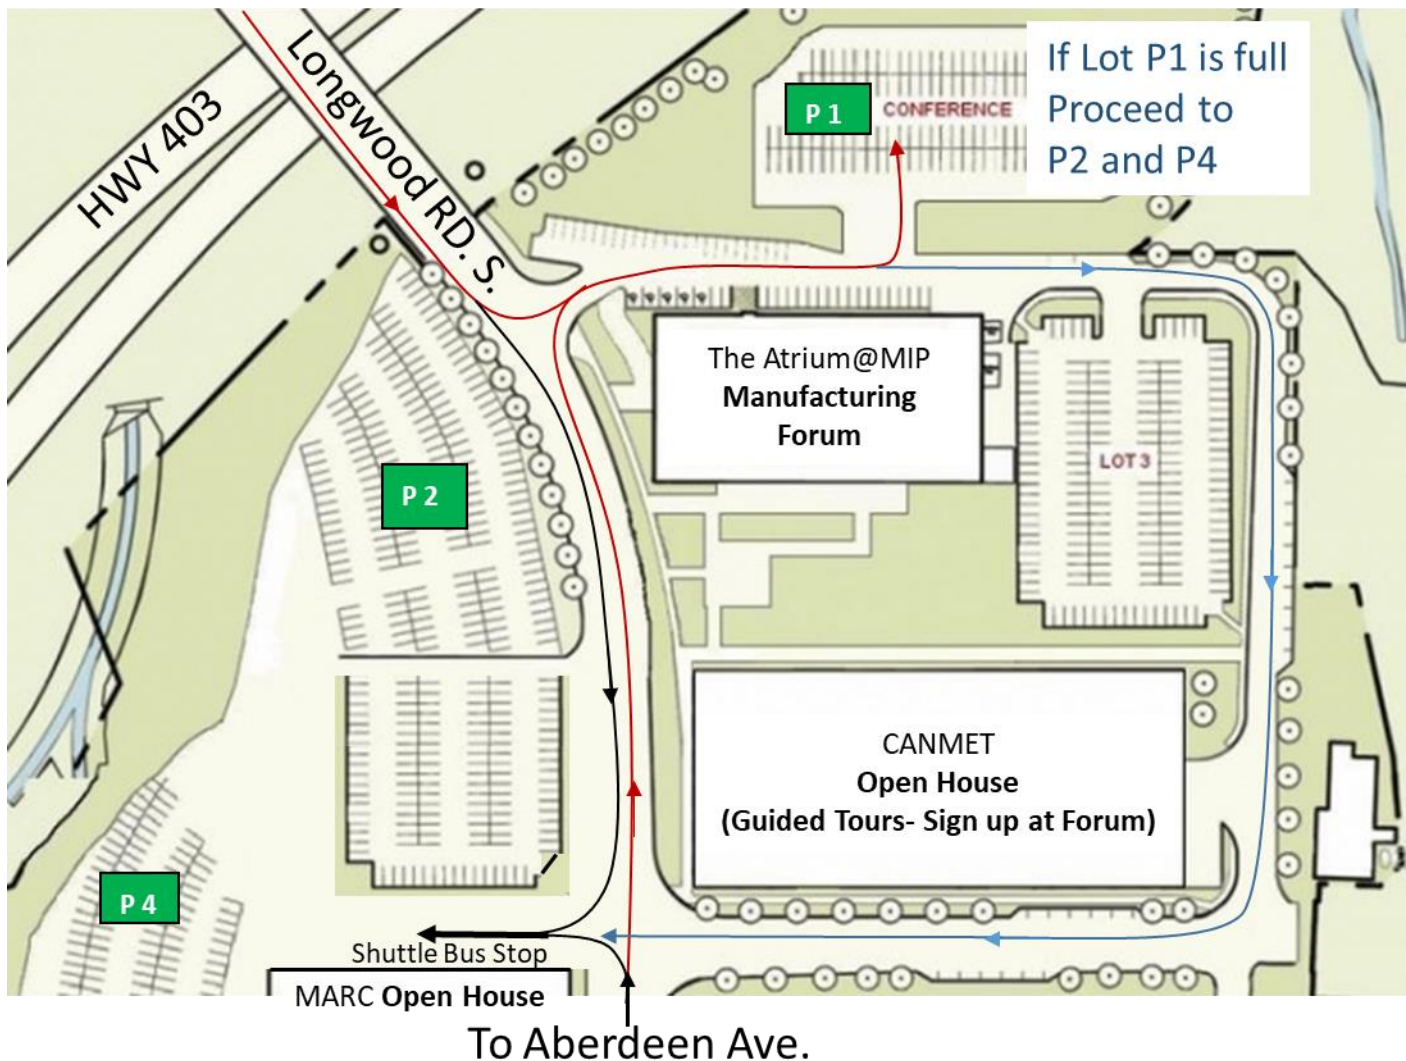 HWY 403
Longwood RD. S.
P 1
CONFERENCE
If Lot P1 is full
Proceed to
P2 and P4
The Atrium@MIP
Manufacturing
Forum
LOT 3
P 2
CANMET
Open House
(Guided Tours- Sign up at Forum)
P 4
Shuttle Bus Stop
MARC Open House
To Aberdeen Ave.